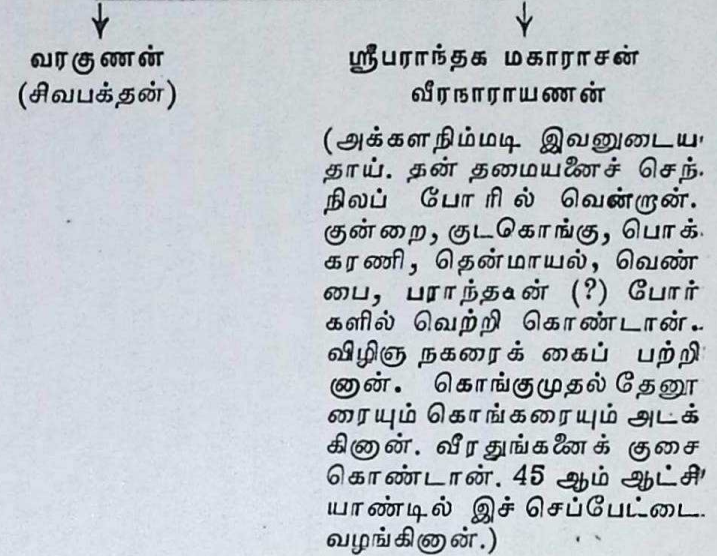 வரகுணன்
(சிவபக்தன்)
ஸ்ரீபராந்தக மகாராசன்
வீரநாராயணன்
(அக்களநிம்மடி இவனுடைய
தாய். தன் தமையனைச் செந்
நிலப் போரில் வென்றான்.
குன்றை, குடகொங்கு, பொக்
கரணி, தென்மாயல், வெண்
பை, பராந்தகன் (?) போர்
களில் வெற்றி கொண்டான்.
விழிஞ நகரைக் கைப் பற்றி
னான். கொங்குமுதல் தேனூ
ரையும் கொங்கரையும் அடக்
கினான். வீரதுங்கனைக் குசை
கொண்டான். 45 ஆம் ஆட்சி
யாண்டில் இச் செப்பேட்டை
வழங்கினான்.)